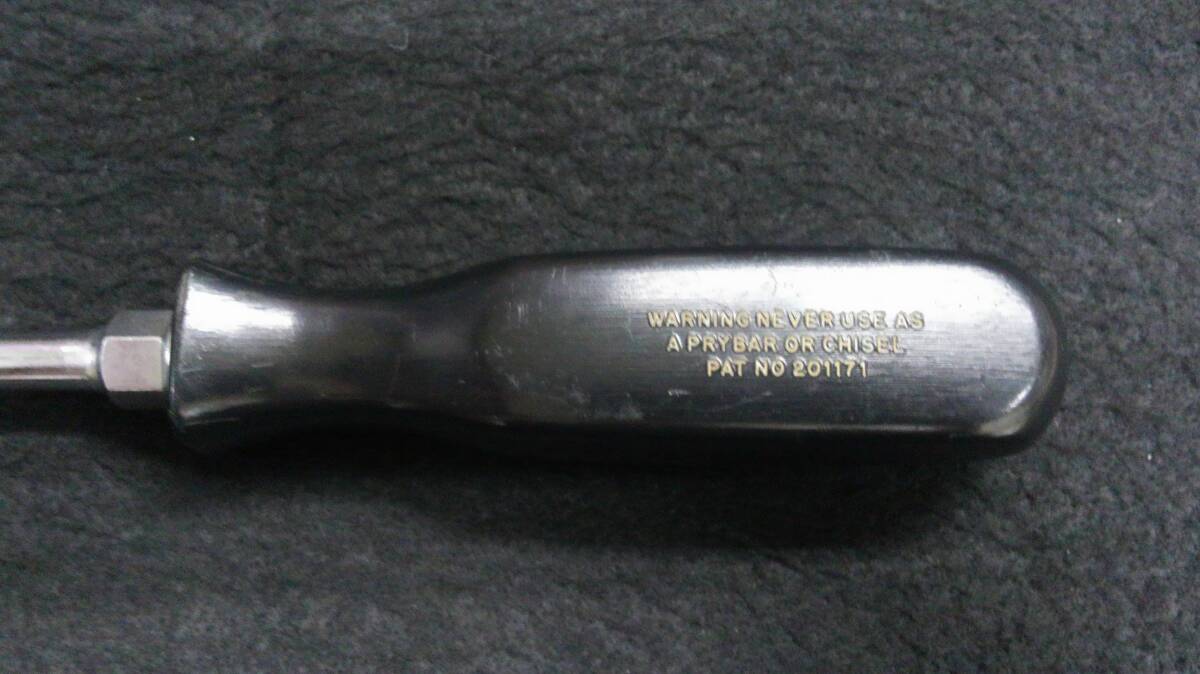 WARNING NEVER USE AS
A PRYBAR OR CHISEL
PAT NO 201171